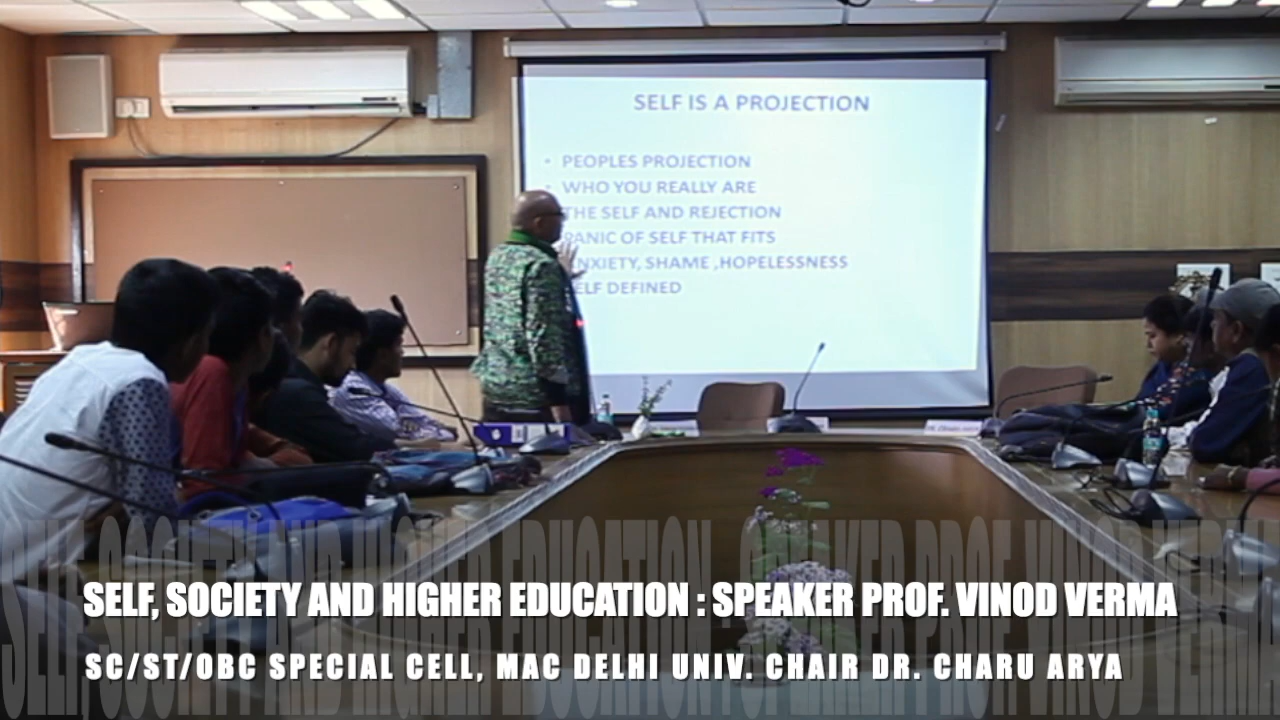 SELF IS A PROJECTION
• PEOPLES PROJECTION
• WHO YOU REALLY ARE
THE SELF AND REJECTION
PANIC OF SELF THAT FITS
ANXIETY, SHAME ,HOPELESSNESS
SELF DEFINED
SELF, SOCIETY AND HIGHER EDUCATION : SPEAKER PROF. VINOD VERMA
SC/ST/OBC SPECIAL CELL, MAC DELHI UNIV. CHAIR DR. CHARU ARYA